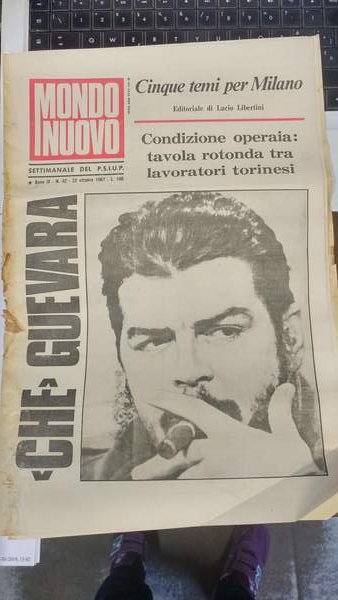 MONDO
NUOVO
SETTIMANALE DEL P.S.I.U.P.
Cinque temi per Milano
Editoriale di Lucio Libertini
Condizione operaia:
tavola rotonda tra
lavoratori torinesi
«CHE» GUEVARA
Q W E R T Y U I O P